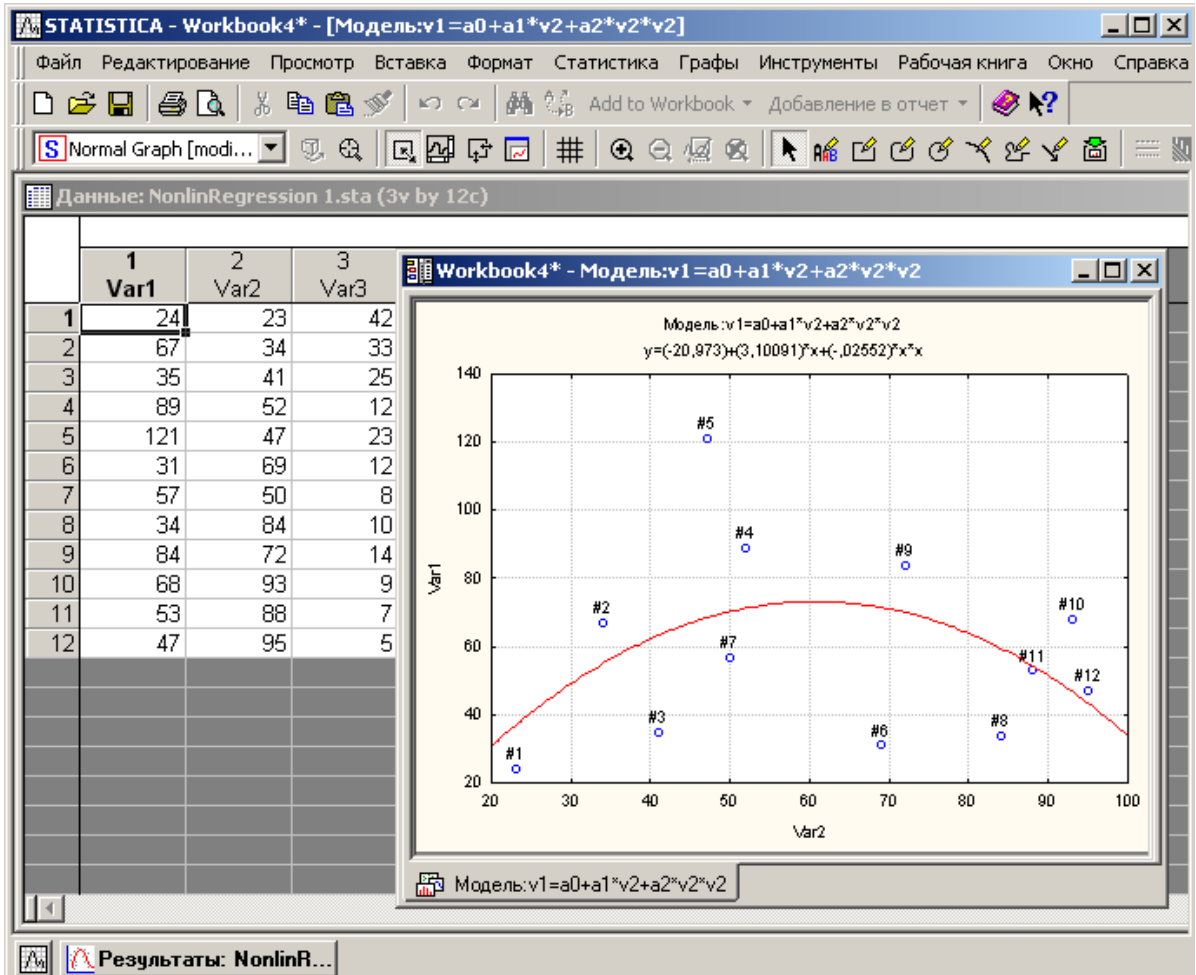 STATISTICA - Workbook4* - [Модель:v1=a0+a1*v2+a2*v2*v2]
Файл Редактирование Просмотр Вставка Формат Статистика Графы Инструменты Рабочая книга Окно Справка
Add to Workbook Добавление в отчет
S Normal Graph [modi...
Данные: NonlinRegression 1.sta (3v by 12c)
1 2 3
Var1 Var2 Var3
1 24 23 42
2 67 34 33
3 35 41 25
4 89 52 12
5 121 47 23
6 31 69 12
7 57 50 8
8 34 84 10
9 84 72 14
10 68 93 9
11 53 88 7
12 47 95 5
Workbook4* - Модель:v1=a0+a1*v2+a2*v2*v2
Модель:v1=a0+a1*v2+a2*v2*v2
y=(-20,973)+(3,10091)*x+(-,02552)*x*x
140
#5
120
100
#4
#9
80
#2
#10
#7
60
#11
#12
40
#3
#6
#8
#1
20
Var1
20 30 40 50 60 70 80 90 100
Var2
Модель:v1=a0+a1*v2+a2*v2*v2
Результаты: NonlinR...